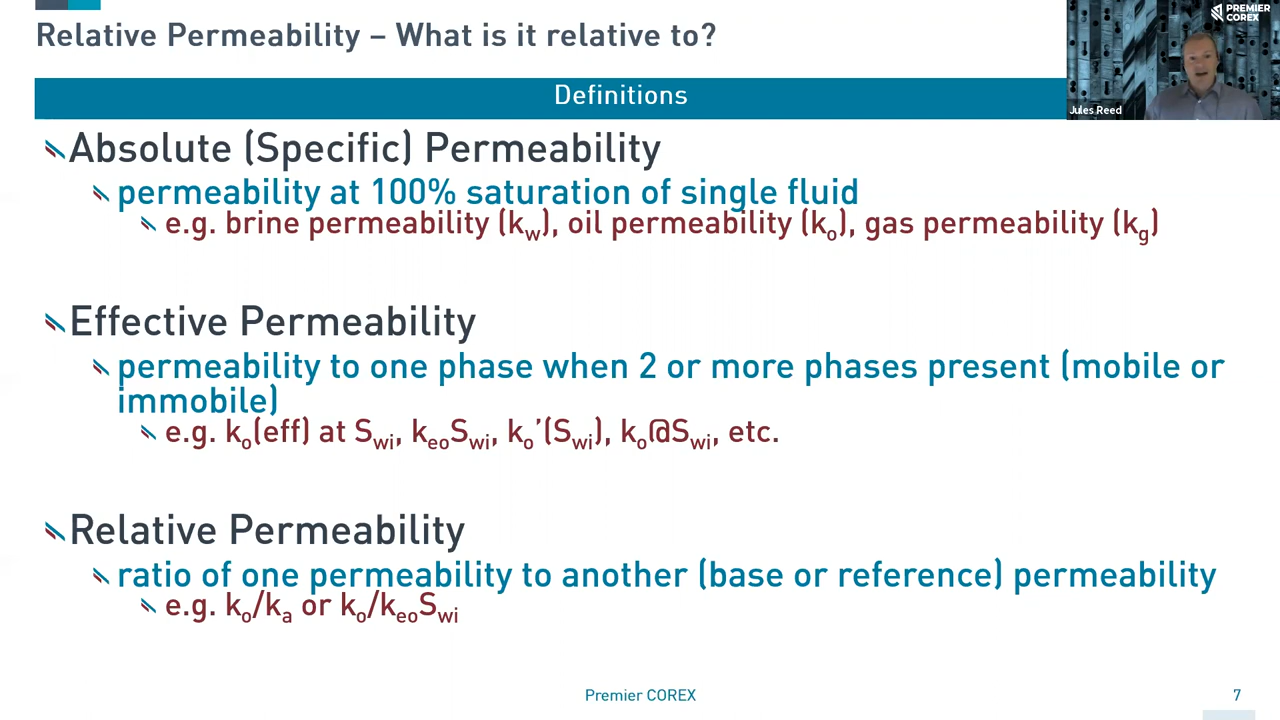 Relative Permeability – What is it relative to?
PREMIER
COREX
Jules Reed
Definitions
Absolute (Specific) Permeability
permeability at 100% saturation of single fluid
e.g. brine permeability (kw), oil permeability (ko), gas permeability (kg)
Effective Permeability
permeability to one phase when 2 or more phases present (mobile or
immobile)
e.g. ko(eff) at Swi, keoSwi, ko’(Swi), ko@Swi, etc.
Relative Permeability
ratio of one permeability to another (base or reference) permeability
e.g. ko/ka or ko/keoSwi
Premier COREX
7